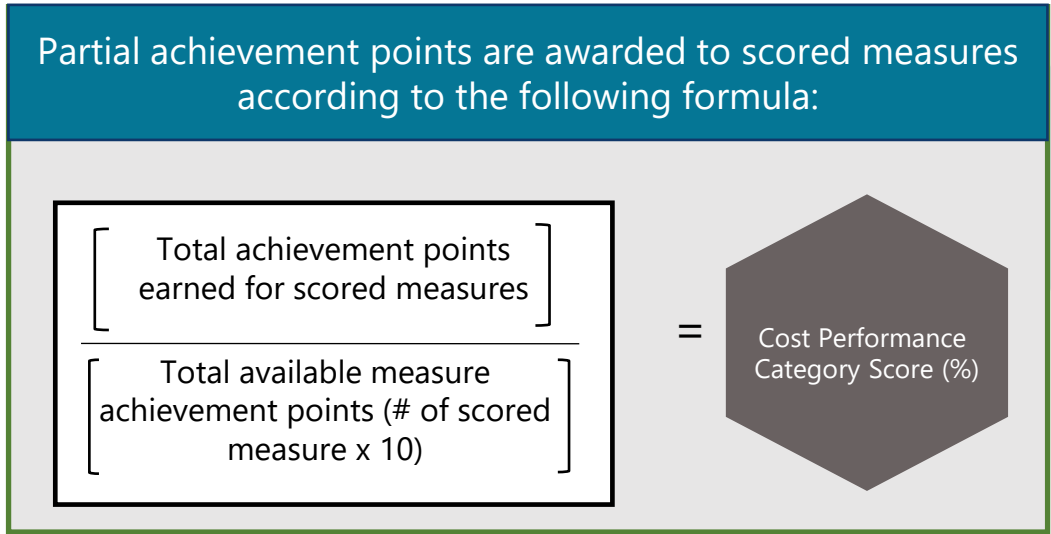 Partial achievement points are awarded to scored measures
according to the following formula:
Total achievement points
earned for scored measures
Total available measure
achievement points (# of scored
measure x 10)
=
Cost Performance
Category Score (%)